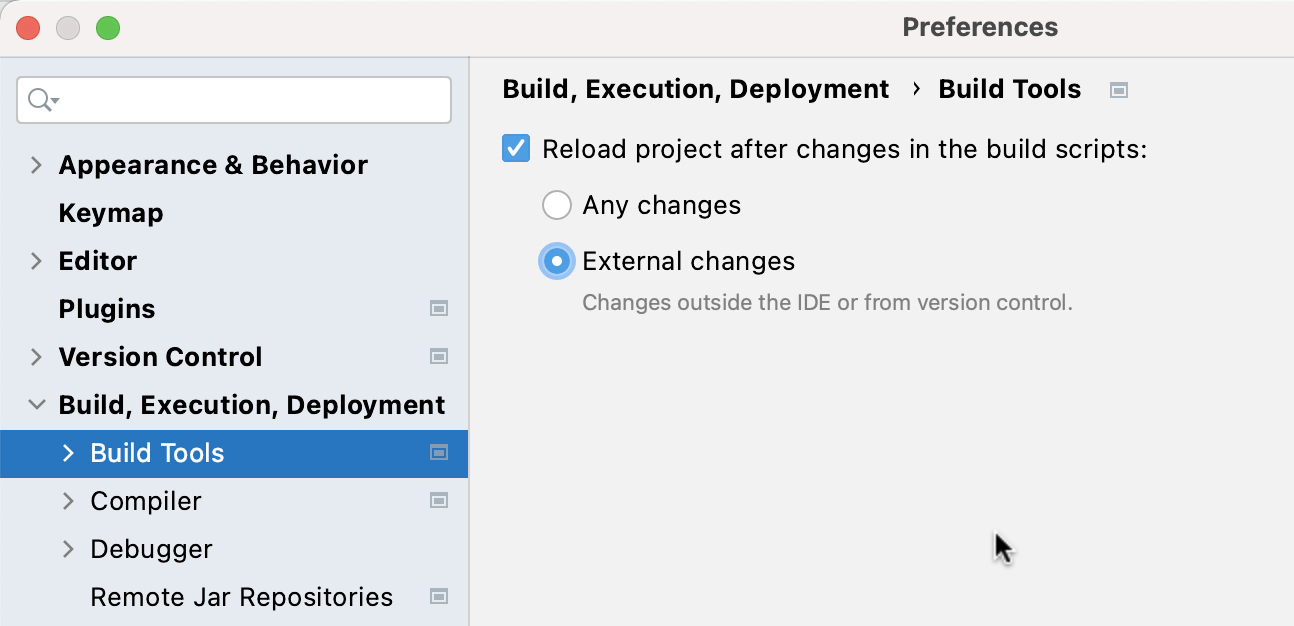 Preferences
Appearance & Behavior
Keymap
Editor
Plugins
Version Control
Build, Execution, Deployment
Build Tools
Compiler
Debugger
Remote Jar Repositories
Build, Execution, Deployment › Build Tools
Reload project after changes in the build scripts:
Any changes
External changes
Changes outside the IDE or from version control.